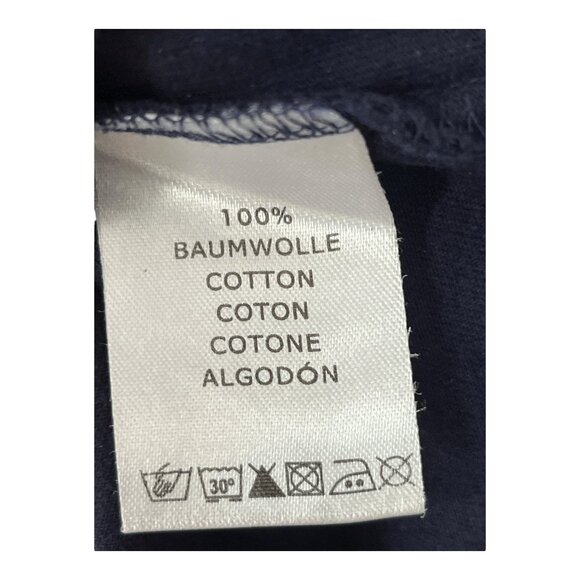 100%
BAUMWOLLE
COTTON
COTON
COTONE
ALGODÓN
30°